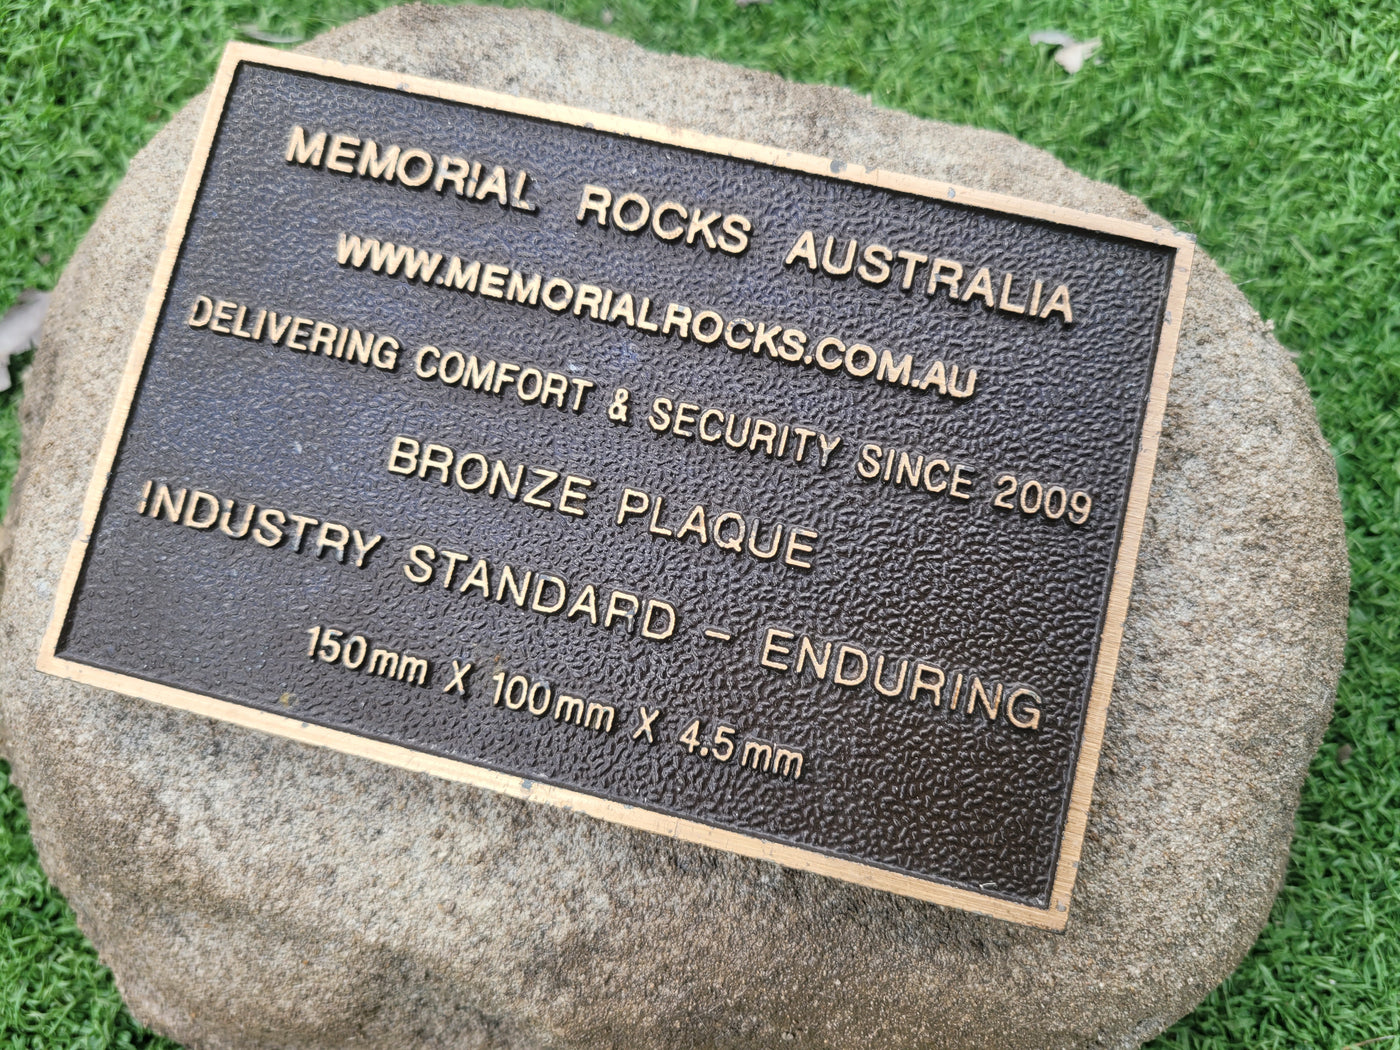 MEMORIAL ROCKS AUSTRALIA
WWW.MEMORIALROCKS.COM.AU
DELIVERING COMFORT & SECURITY SINCE 2009
BRONZE PLAQUE
INDUSTRY STANDARD – ENDURING
150mm X 100mm X 4.5mm